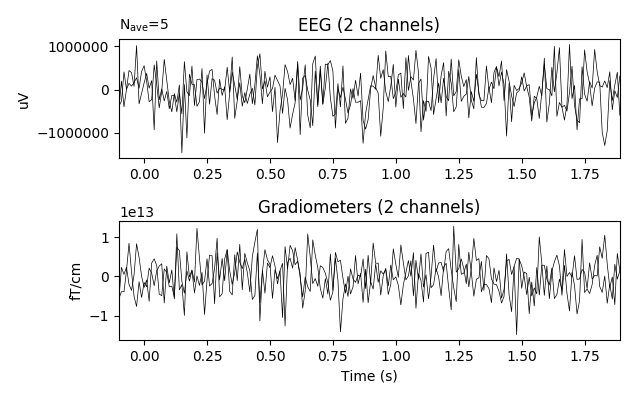 N_ave=5
EEG (2 channels)
1000000
0
−1000000
uV
0.00 0.25 0.50 0.75 1.00 1.25 1.50 1.75
1e13
Gradiometers (2 channels)
1
0
−1
fT/cm
0.00 0.25 0.50 0.75 1.00 1.25 1.50 1.75
Time (s)